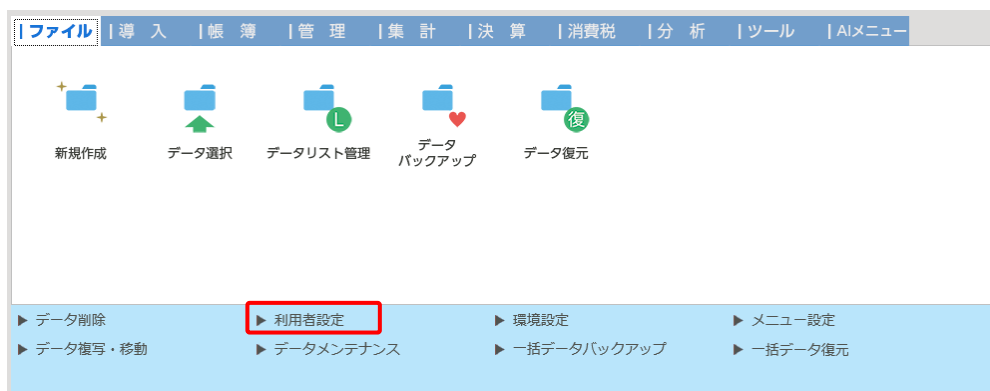 |ファイル |導 入 |帳 簿 |管 理 |集 計 |決 算 |消費税 |分 析 |ツール |AIメニュー
新規作成 データ選択 データリスト管理 データ データ復元
バックアップ
L
復
▶ データ削除 ▶ 利用者設定 ▶ 環境設定 ▶ メニュー設定
▶ データ複写・移動 ▶ データメンテナンス ▶ 一括データバックアップ ▶ 一括データ復元